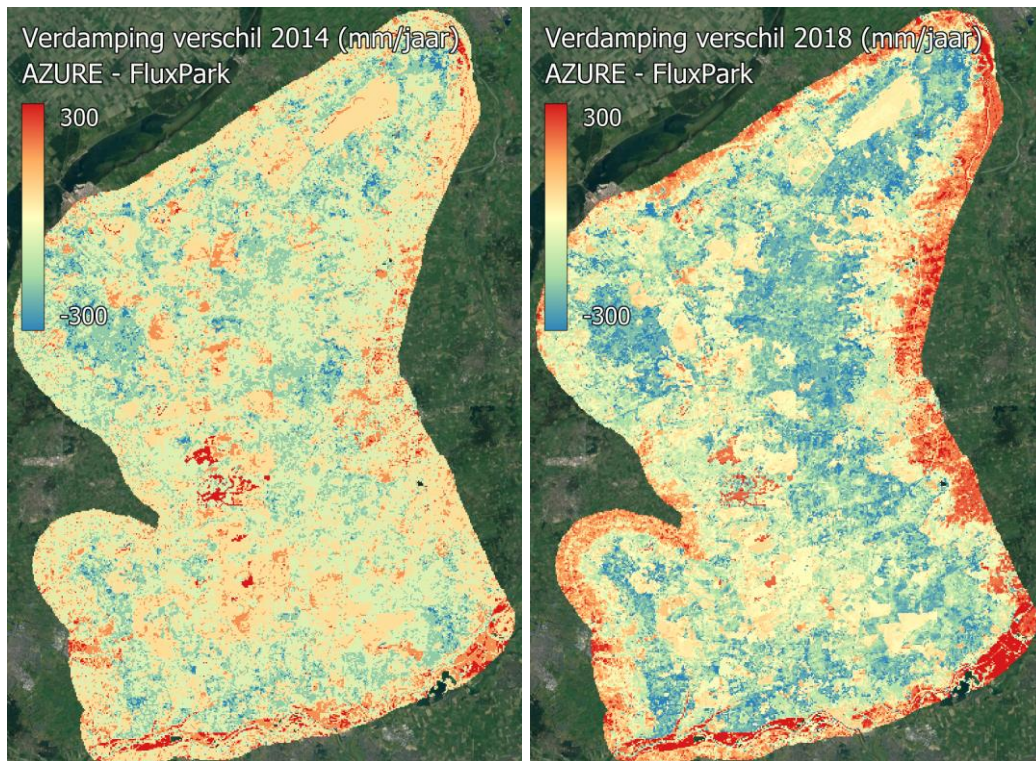 Verdamping verschil 2014 (mm/jaar)
AZURE - FluxPark
300
-300
Verdamping verschil 2018 (mm/jaar)
AZURE - FluxPark
300
-300